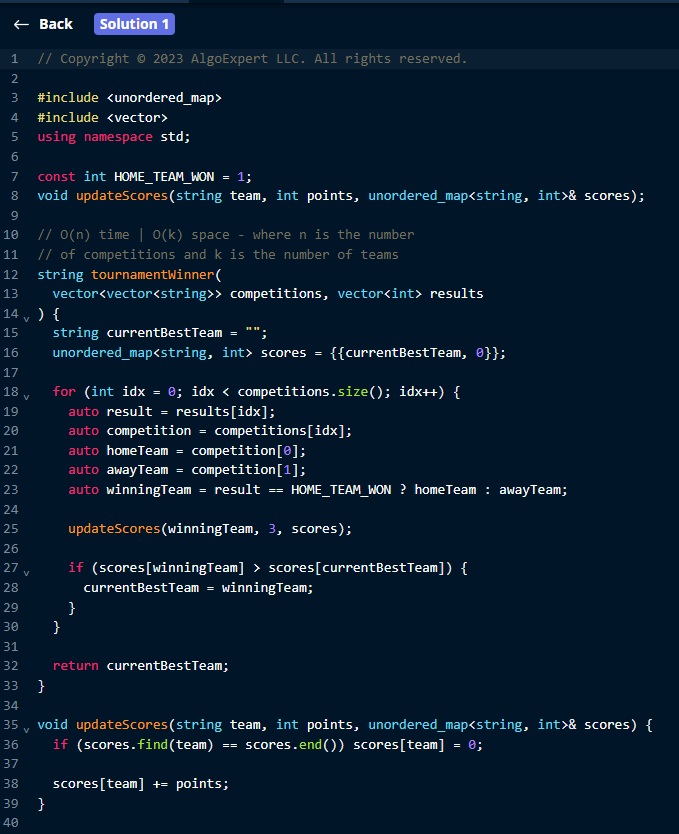 ← Back Solution 1
1 // Copyright © 2023 AlgoExpert LLC. All rights reserved.
2
3 #include <unordered_map>
4 #include <vector>
5 using namespace std;
6
7 const int HOME_TEAM_WON = 1;
8 void updateScores(string team, int points, unordered_map<string, int>& scores);
9
10 // O(n) time | O(k) space - where n is the number
11 // of competitions and k is the number of teams
12 string tournamentWinner(
13   vector<vector<string>> competitions, vector<int> results
14 ) {
15   string currentBestTeam = "";
16   unordered_map<string, int> scores = {{currentBestTeam, 0}};
17
18   for (int idx = 0; idx < competitions.size(); idx++) {
19     auto result = results[idx];
20     auto competition = competitions[idx];
21     auto homeTeam = competition[0];
22     auto awayTeam = competition[1];
23     auto winningTeam = result == HOME_TEAM_WON ? homeTeam : awayTeam;
24
25     updateScores(winningTeam, 3, scores);
26
27     if (scores[winningTeam] > scores[currentBestTeam]) {
28       currentBestTeam = winningTeam;
29     }
30   }
31
32   return currentBestTeam;
33 }
34
35 void updateScores(string team, int points, unordered_map<string, int>& scores) {
36   if (scores.find(team) == scores.end()) scores[team] = 0;
37
38   scores[team] += points;
39 }
40